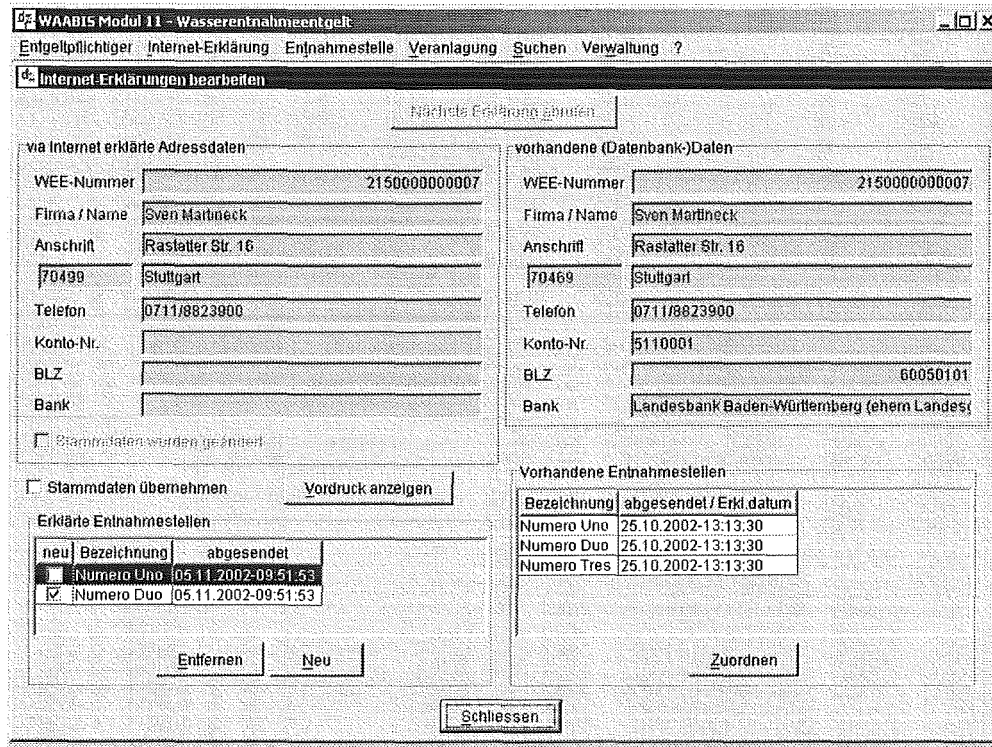 WAABIS Modul 11 - Wasserentnahmeentgelt
Entgeltpflichtiger Internet-Erklärung Entnahmestelle Veranlagung Suchen Verwaltung ?
Internet-Erklärungen bearbeiten
Nächste Erklärung abrufen
via Internet erklärte Adressdaten
WEE-Nummer 2150000000007
Firma / Name Sven Martineck
Anschrift Rastatter Str. 16
70499 Stuttgart
Telefon 0711/8823900
Konto-Nr.
BLZ
Bank
Stammdaten wurden geändert
vorhandene (Datenbank-)Daten
WEE-Nummer 2150000000007
Firma / Name Sven Martineck
Anschrift Rastatter Str. 16
70469 Stuttgart
Telefon 0711/8823900
Konto-Nr. 5110001
BLZ 60050101
Bank Landesbank Baden-Württemberg (ehem Landesg
Stammdaten übernehmen Vordruck anzeigen
Erklärte Entnahmestellen
neu Bezeichnung abgesendet
Numero Uno 05.11.2002-09:51:53
Numero Duo 05.11.2002-09:51:53
Entfernen Neu
Vorhandene Entnahmestellen
Bezeichnung abgesendet / Erkl.datum
Numero Uno 25.10.2002-13:13:30
Numero Duo 25.10.2002-13:13:30
Numero Tres 25.10.2002-13:13:30
Zuordnen
Schliessen